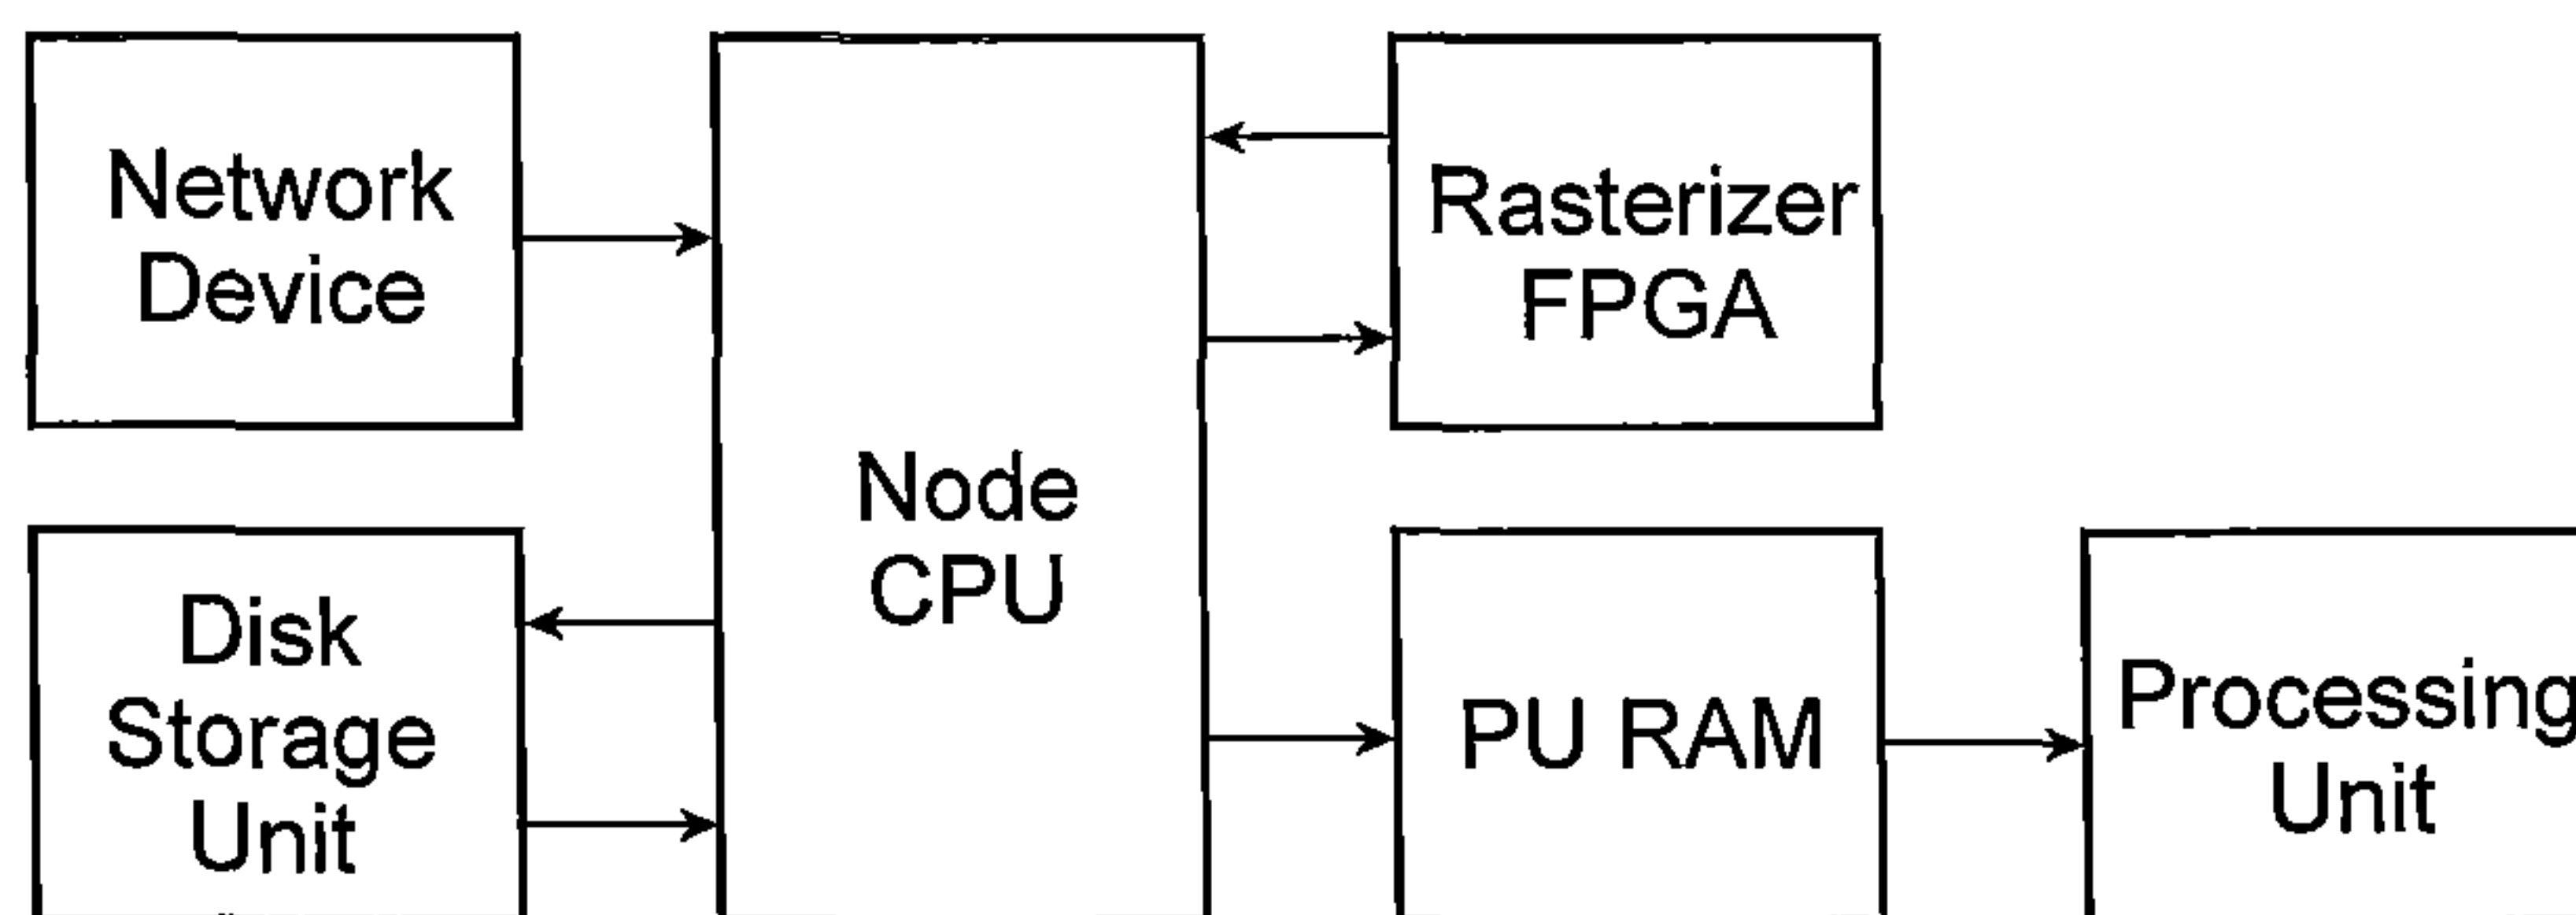 Network
Device
Node
CPU
Rasterizer
FPGA
Disk
Storage
Unit
PU RAM
Processing
Unit